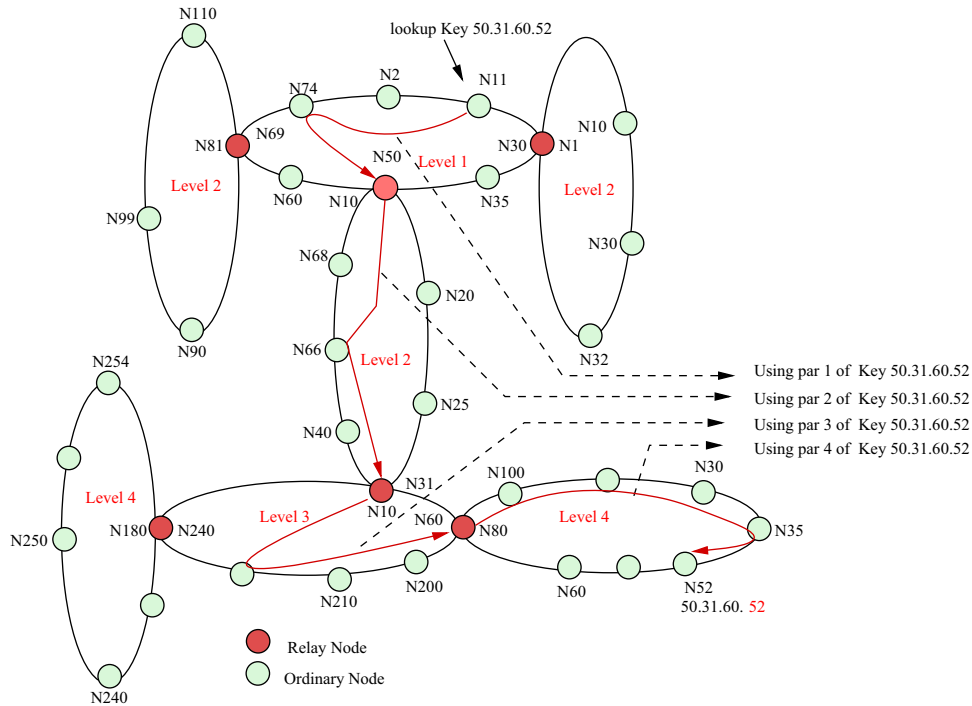 N110
lookup Key 50.31.60.52
N74
N2
N11
N81
N69
N30
N1
N10
N50
Level 1
Level 2
N60
N10
N35
Level 2
N99
N68
N30
N20
N90
N66
Level 2
N32
N254
N25
Using par 1 of Key 50.31.60.52
Using par 2 of Key 50.31.60.52
Using par 3 of Key 50.31.60.52
Using par 4 of Key 50.31.60.52
N40
N31
N10
N100
N30
Level 4
Level 3
N60
Level 4
N250
N180
N240
N80
N35
N210
N200
N60
N52
50.31.60. 52
N240
Relay Node
Ordinary Node